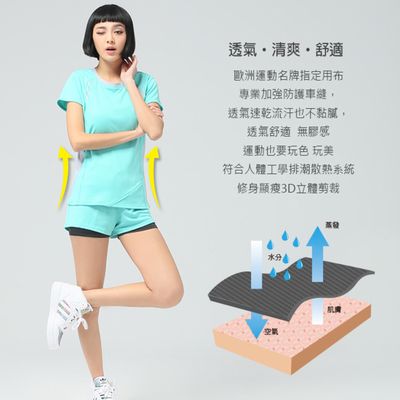 透氣・清爽・舒適
歐洲運動名牌指定用布
專業加強防護車縫，
透氣速乾流汗也不黏膩，
透氣舒適 無膠感
運動也要玩色 玩美
符合人體工學排潮散熱系統
修身顯瘦3D立體剪裁
蒸發
水分
肌膚
空氣